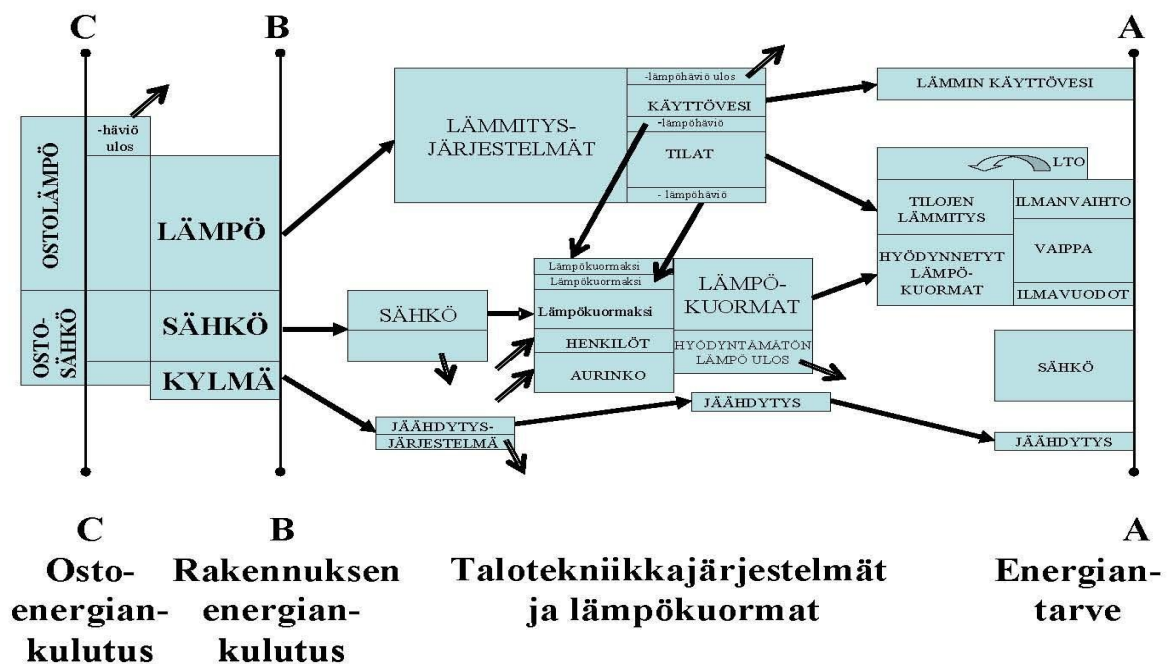 C
B
A
-häviö
ulos
OSTOLÄMPÖ
OSTO-
SÄHKÖ
LÄMPÖ
SÄHKÖ
KYLMÄ
LÄMMITYS-
JÄRJESTELMÄT
-lämpöhäviö ulos
KÄYTTÖVESI
-lämpöhäviö
TILAT
- lämpöhäviö
SÄHKÖ
Lämpökuormaksi
Lämpökuormaksi
Lämpökuormaksi
HENKILÖT
AURINKO
LÄMPÖ-
KUORMAT
HYÖDYNTÄMÄTÖN
LÄMPÖ ULOS
JÄÄHDYTYS-
JÄRJESTELMÄ
JÄÄHDYTYS
LÄMMIN KÄYTTÖVESI
LTO
TILOJEN
LÄMMITYS
HYÖDYNNETYT
LÄMPÖ-
KUORMAT
ILMANVAIHTO
VAIPPA
ILMAVUODOT
SÄHKÖ
JÄÄHDYTYS
C
Osto-
energian-
kulutus
B
Rakennuksen
energian-
kulutus
Talotekniikkajärjestelmät
ja lämpökuormat
A
Energian-
tarve